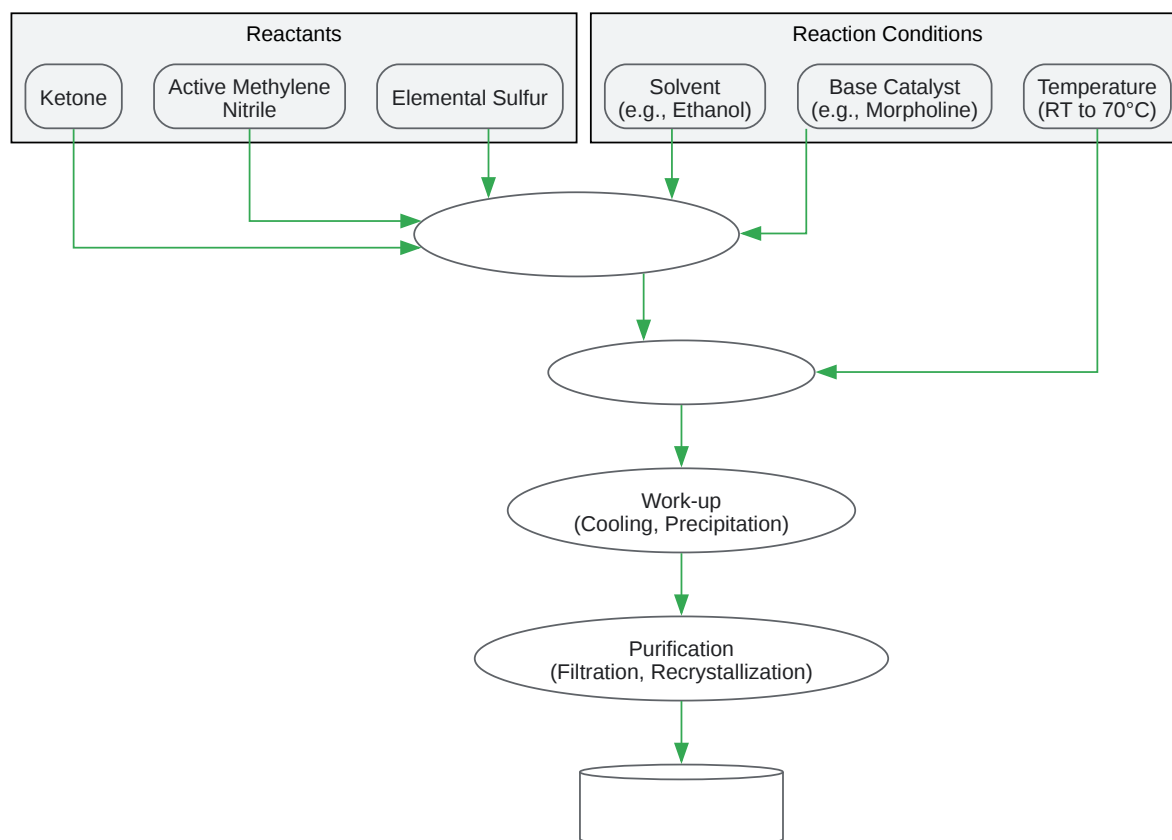 Reactants
Reaction Conditions
Ketone
Active Methylene
Nitrile
Elemental Sulfur
Solvent
(e.g., Ethanol)
Base Catalyst
(e.g., Morpholine)
Temperature
(RT to 70°C)
Work-up
(Cooling, Precipitation)
Purification
(Filtration, Recrystallization)